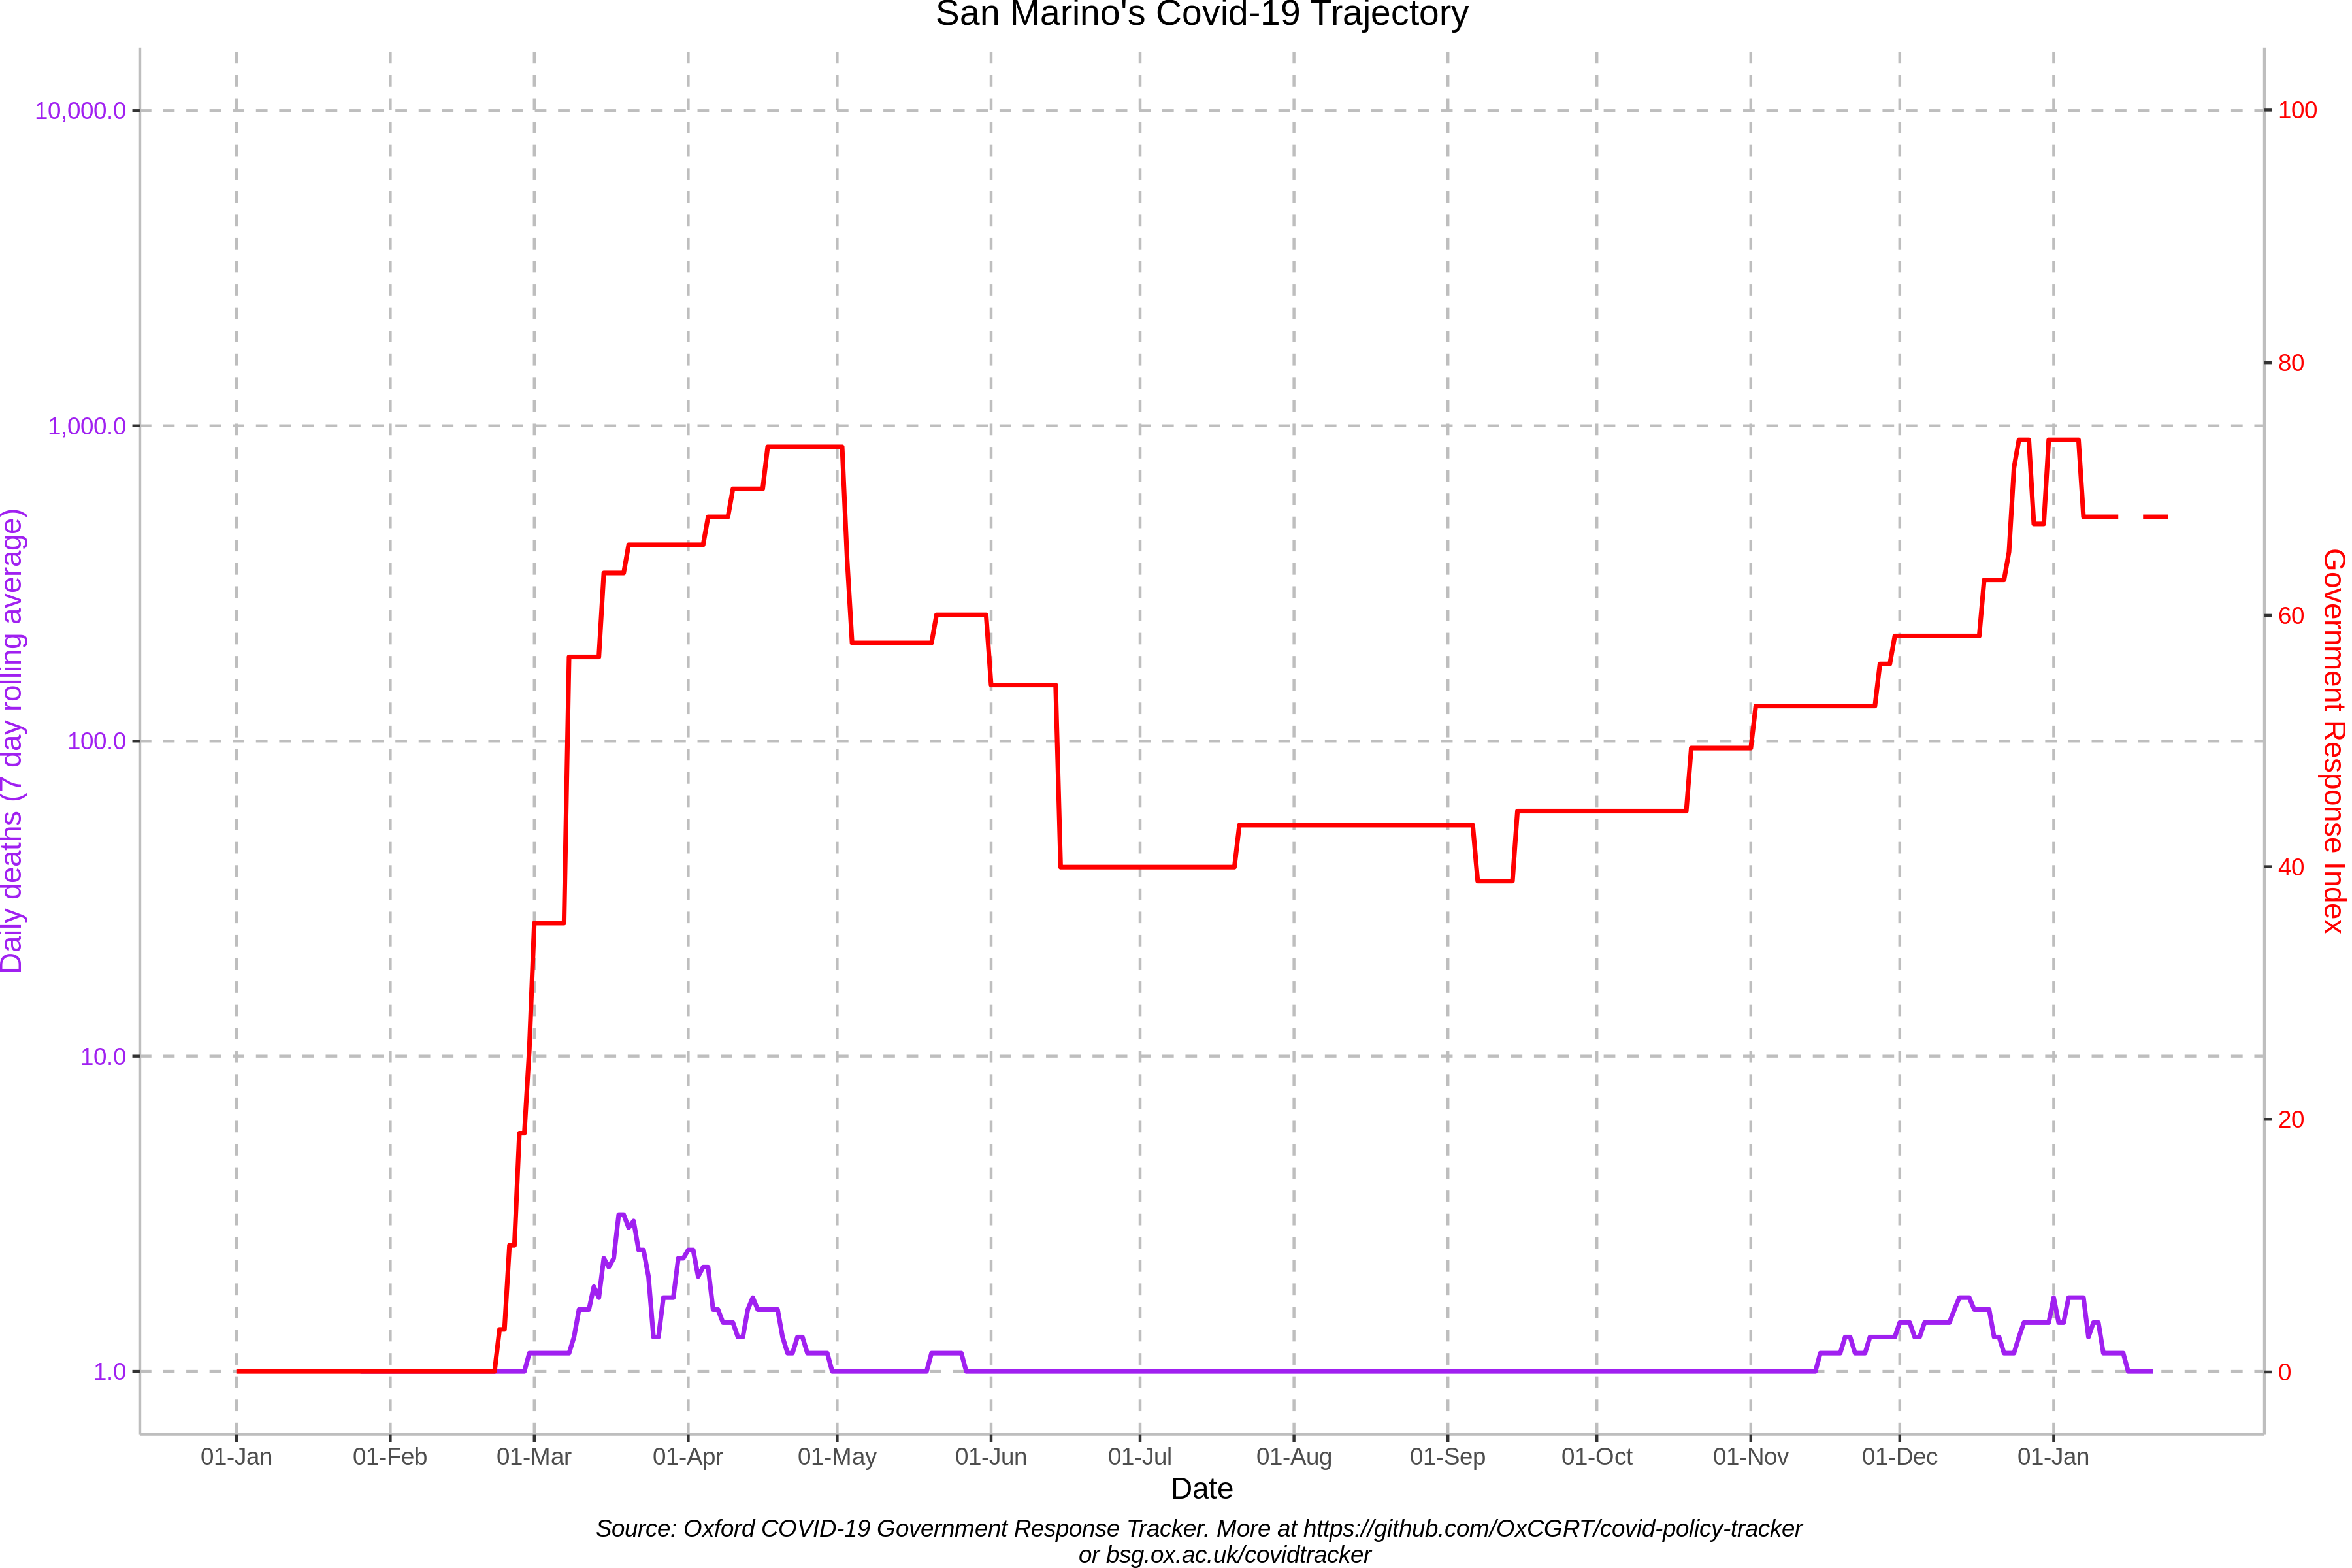 San Marino's Covid-19 Trajectory
10,000.0
1,000.0
100.0
10.0
1.0
Daily deaths (7 day rolling average)
100
80
60
40
20
0
Government Response Index
01-Jan 01-Feb 01-Mar 01-Apr 01-May 01-Jun 01-Jul 01-Aug 01-Sep 01-Oct 01-Nov 01-Dec 01-Jan
Date
Source: Oxford COVID-19 Government Response Tracker. More at https://github.com/OxCGRT/covid-policy-tracker
or bsg.ox.ac.uk/covidtracker